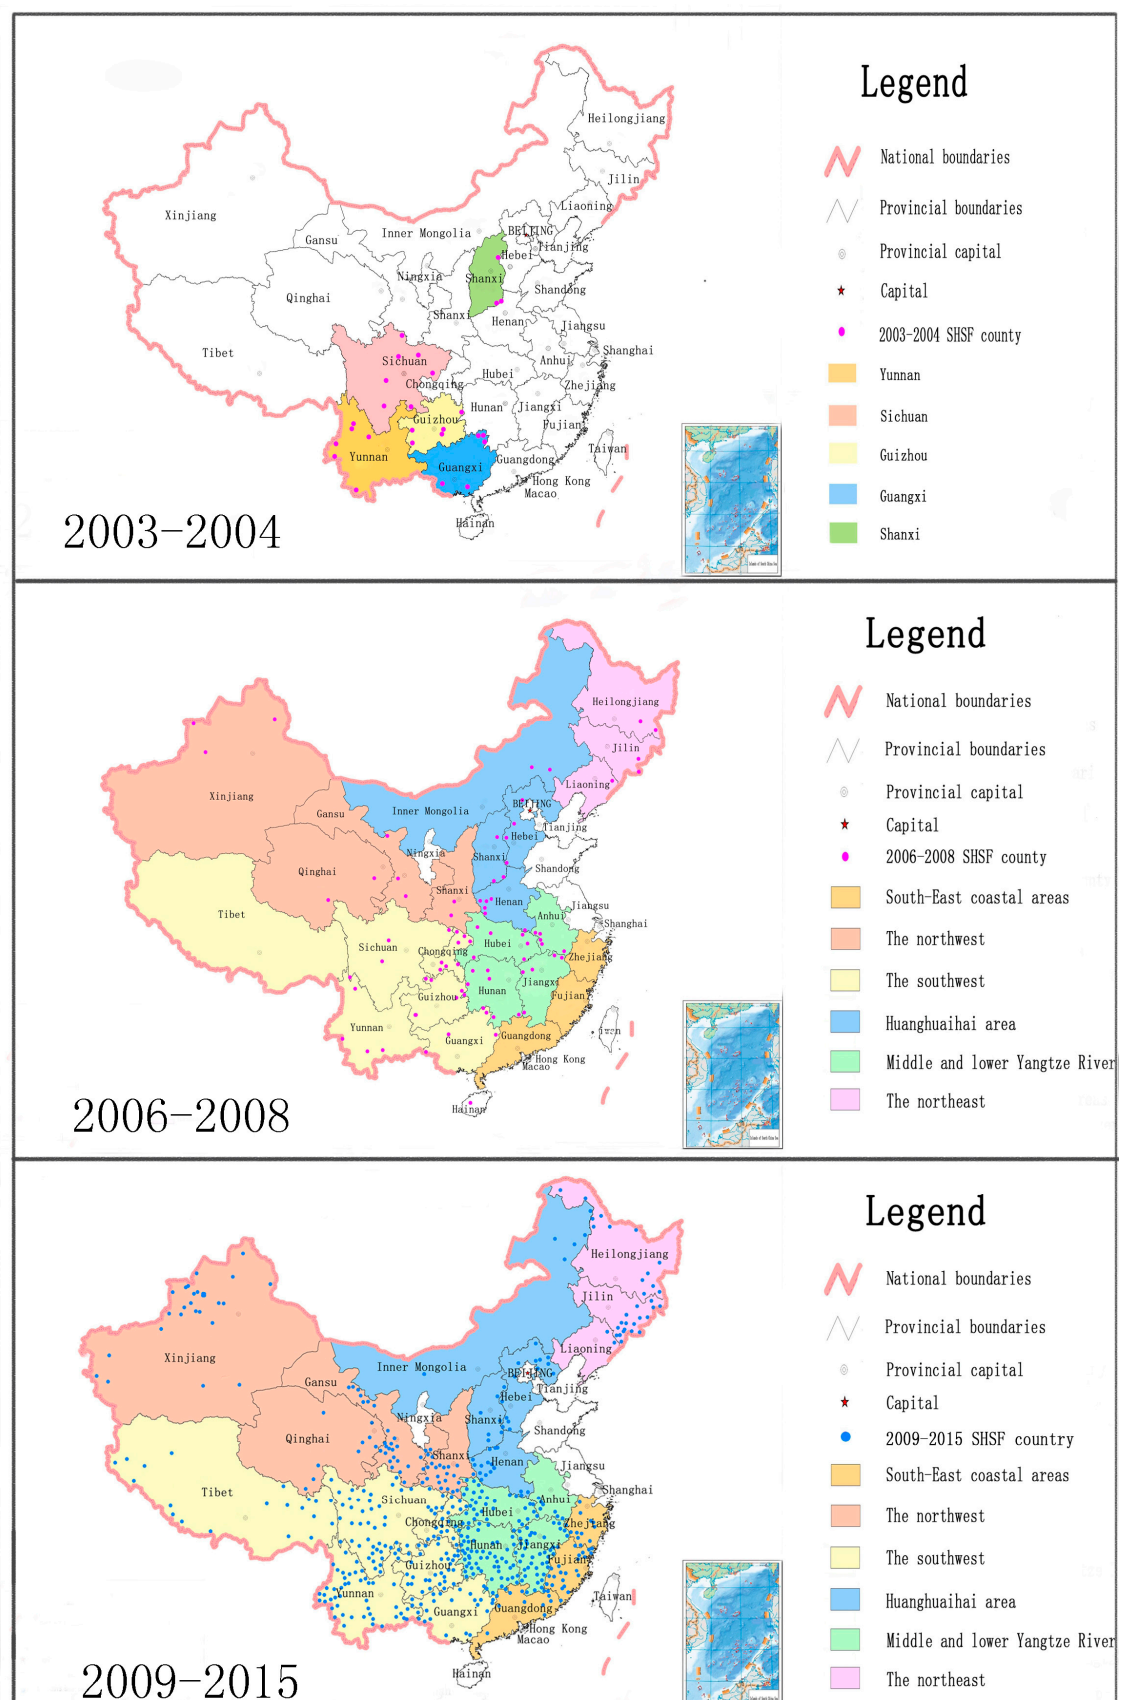 Legend
National boundaries
Provincial boundaries
Provincial capital
Capital
2003-2004 SHSF county
Yunnan
Sichuan
Guizhou
Guangxi
Shanxi
Heilongjiang
Jilin
Liaoning
Xinjiang
Gansu
Inner Mongolia
BEIJING
Tianjing
Hebei
Ningxia
Shanxi
Qinghai
Shandong
Shanxi
Henan
Jiangsu
Tibet
Sichuan
Anhui
Shanghai
Hubei
Chongqing
Zhejiang
Hunan
Jiangxi
Guizhou
Fujian
Yunnan
Guangxi
Guangdong
Taiwan
Hong Kong
Macao
Hainan
2003-2004
Legend
National boundaries
Provincial boundaries
Provincial capital
Capital
2006-2008 SHSF county
South-East coastal areas
The northwest
The southwest
Huanghuaihai area
Middle and lower Yangtze River
The northeast
Heilongjiang
Jilin
Liaoning
Xinjiang
Gansu
Inner Mongolia
BEIJING
Tianjing
Hebei
Ningxia
Shanxi
Qinghai
Shandong
Shanxi
Henan
Jiangsu
Tibet
Anhui
Shanghai
Sichuan
Hubei
Chongqing
Zhejiang
Hunan
Jiangxi
Guizhou
Fujian
Yunnan
Guangxi
Guangdong
Hong Kong
Macao
Hainan
2006-2008
Legend
National boundaries
Provincial boundaries
Provincial capital
Capital
2009-2015 SHSF country
South-East coastal areas
The northwest
The southwest
Huanghuaihai area
Middle and lower Yangtze River
The northeast
Heilongjiang
Jilin
Liaoning
Xinjiang
Gansu
Inner Mongolia
BEIJING
Tianjing
Hebei
Ningxia
Shanxi
Qinghai
Shandong
Shanxi
Henan
Jiangsu
Tibet
Sichuan
Anhui
Shanghai
Hubei
Chongqing
Zhejiang
Hunan
Jiangxi
Guizhou
Fujian
Yunnan
Guangxi
Guangdong
Taiwan
Hong Kong
Macao
Hainan
2009-2015